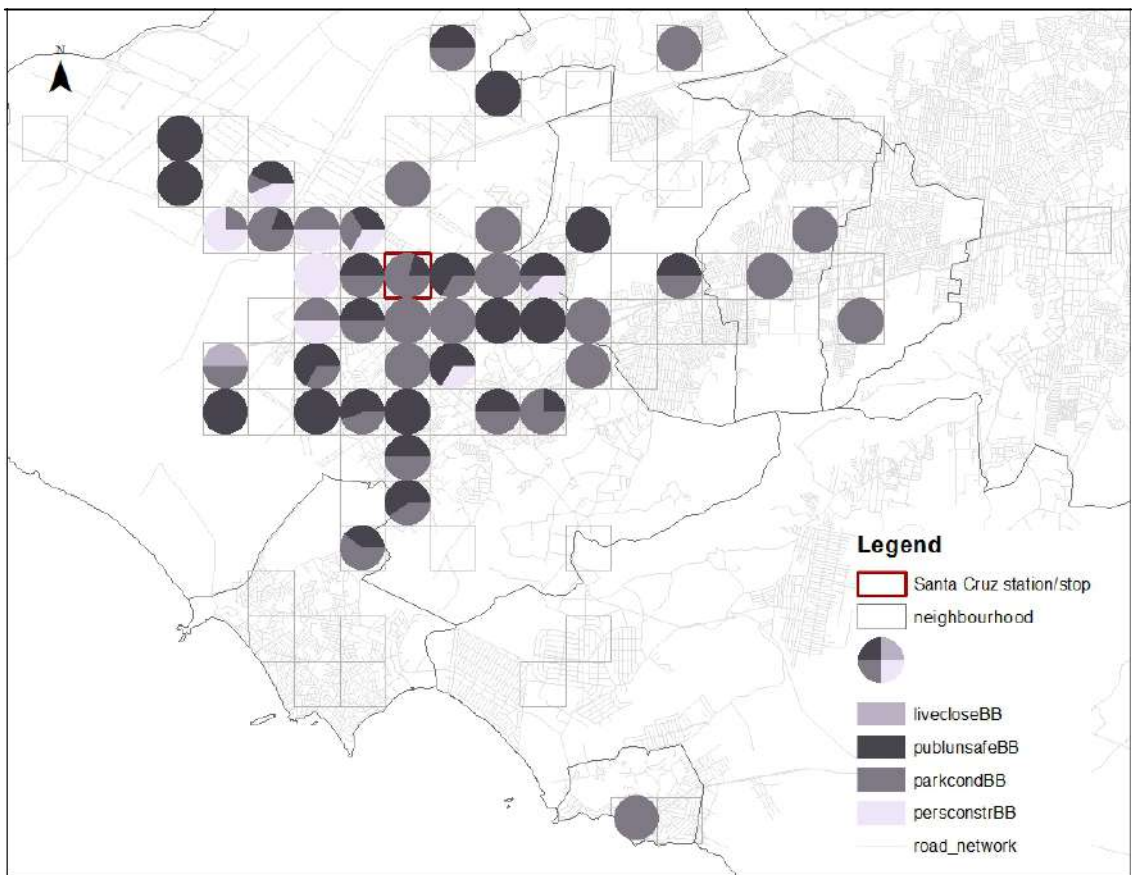 N
Legend
Santa Cruz station/stop
neighbourhood
livecloseBB
publunsafeBB
parkcondBB
persconstrBB
road_network